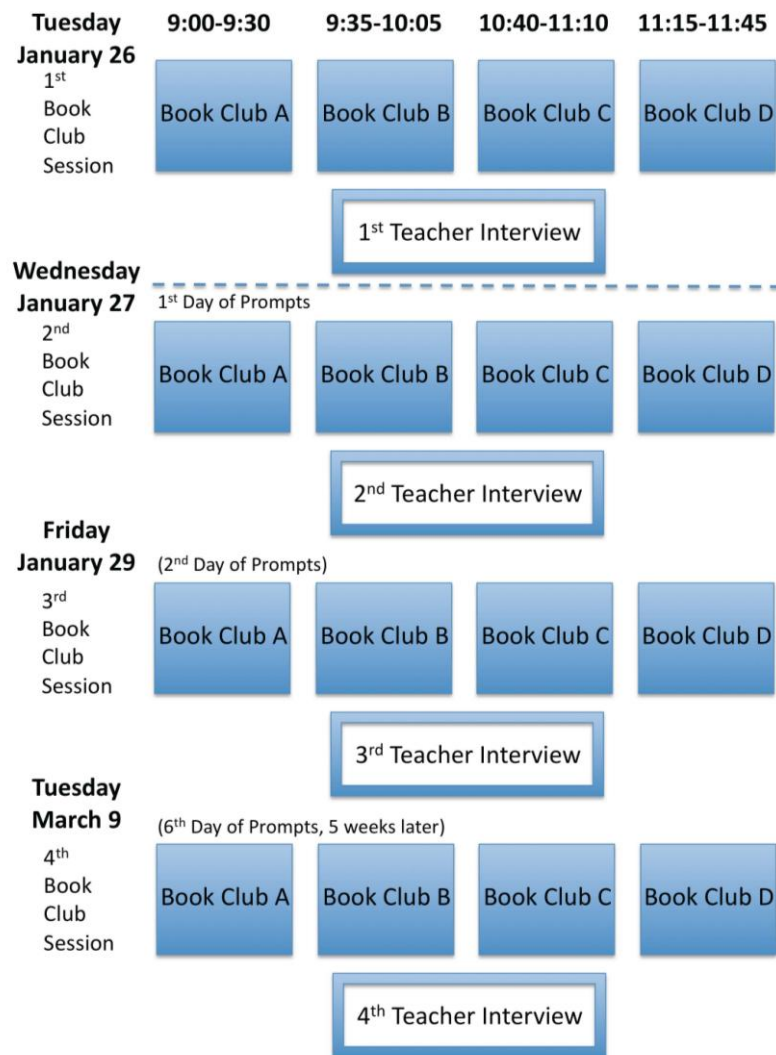 Tuesday 9:00-9:30 9:35-10:05 10:40-11:10 11:15-11:45
January 26
1st
Book
Club
Session
Book Club A Book Club B Book Club C Book Club D
1st Teacher Interview
Wednesday
January 27
1st Day of Prompts
2nd
Book
Club
Session
Book Club A Book Club B Book Club C Book Club D
2nd Teacher Interview
Friday
January 29
(2nd Day of Prompts)
3rd
Book
Club
Session
Book Club A Book Club B Book Club C Book Club D
3rd Teacher Interview
Tuesday
March 9
(6th Day of Prompts, 5 weeks later)
4th
Book
Club
Session
Book Club A Book Club B Book Club C Book Club D
4th Teacher Interview